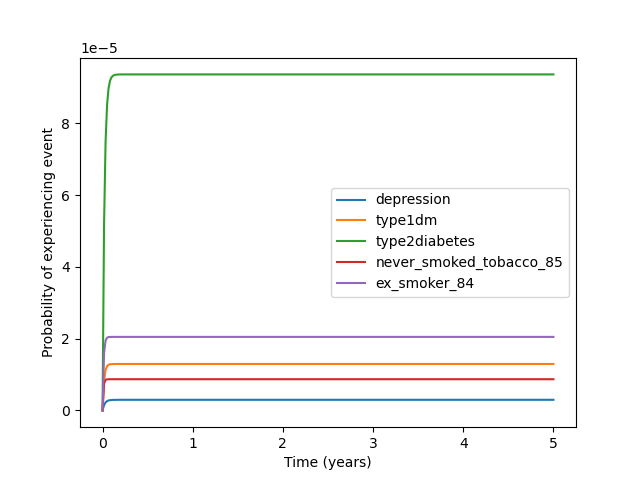 1e−5
8
6
4
2
0
Probability of experiencing event
depression
type1dm
type2diabetes
never_smoked_tobacco_85
ex_smoker_84
0 1 2 3 4 5
Time (years)